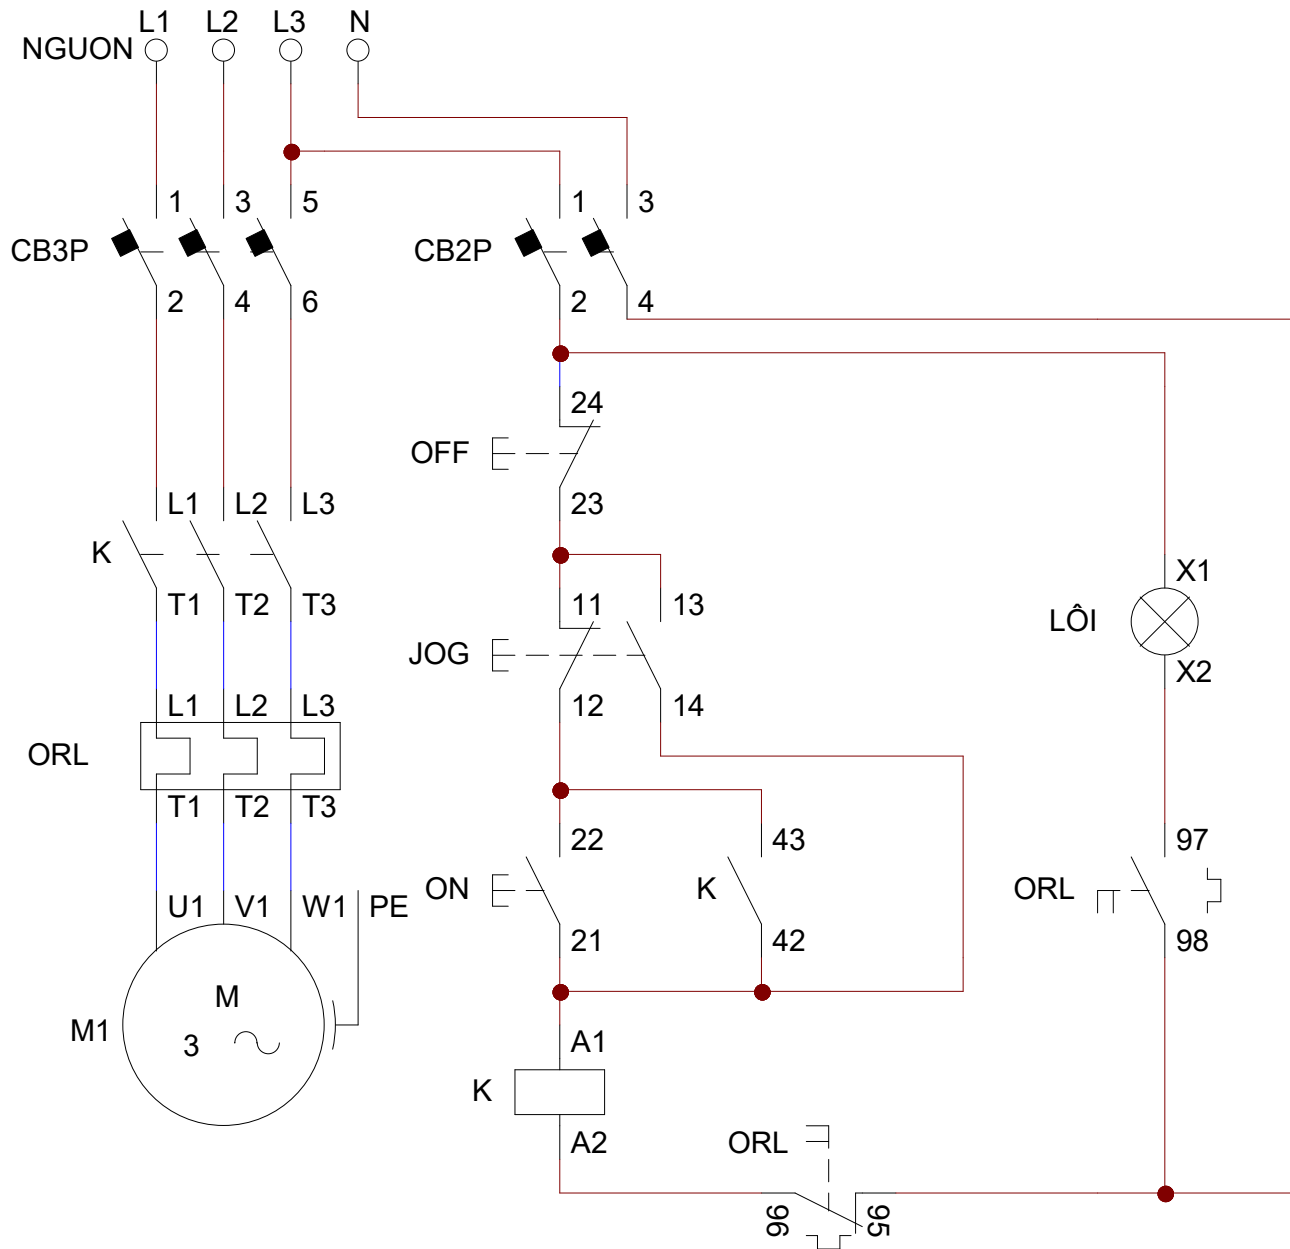 L1 L2 L3 N
NGUON
1 3 5 1 3
CB3P CB2P
2 4 6 2 4
24
OFF
L1 L2 L3 23
K
X1
T1 T2 T3 11 13
LÔI
JOG
X2
L1 L2 L3 12 14
ORL
T1 T2 T3
22 43 97
ON K ORL
U1 V1 W1 PE
21 42 98
M
M1 3
A1
K
A2 ORL
96 95